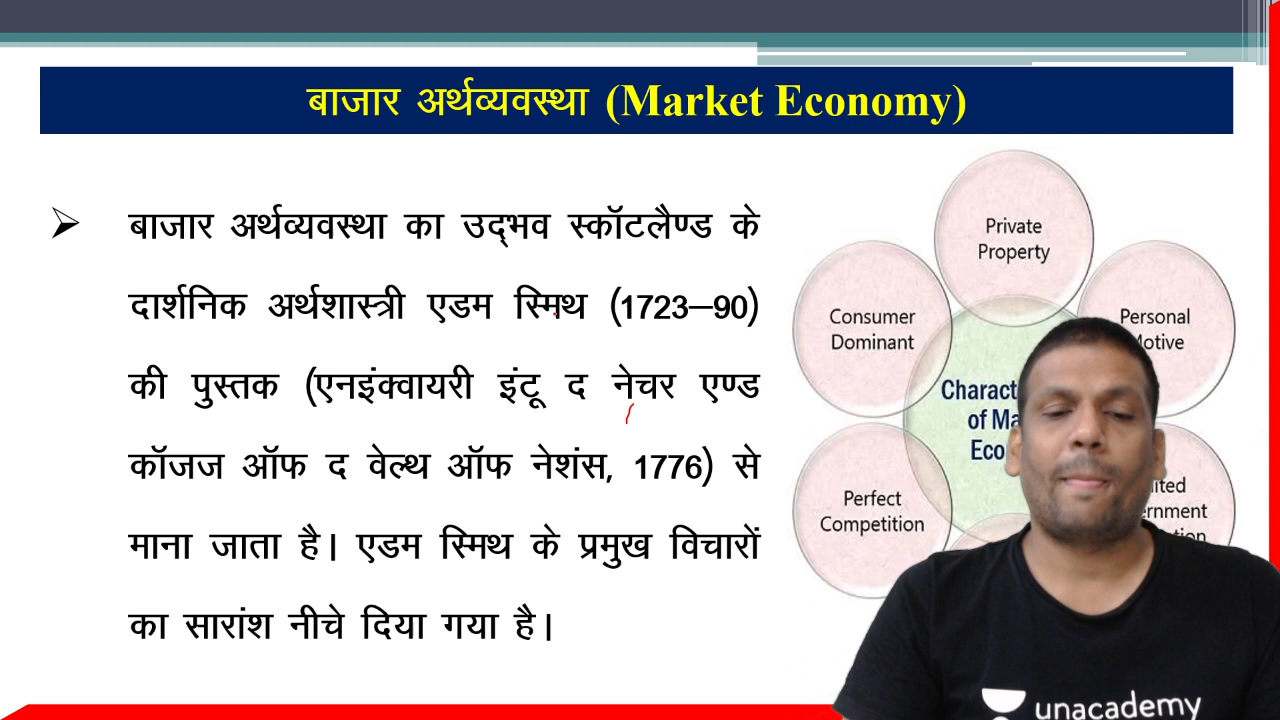 बाजार अर्थव्यवस्था (Market Economy)
बाजार अर्थव्यवस्था का उद्भव स्कॉटलैण्ड के
दार्शनिक अर्थशास्त्री एडम स्मिथ (1723–90)
की पुस्तक (एनइंक्वायरी इंटू द नेचर एण्ड
कॉजज ऑफ द वेल्थ ऑफ नेशंस, 1776) से
माना जाता है। एडम स्मिथ के प्रमुख विचारों
का सारांश नीचे दिया गया है।
Private
Property
Consumer
Dominant
Personal
Perfect
Competition
of
unacademy